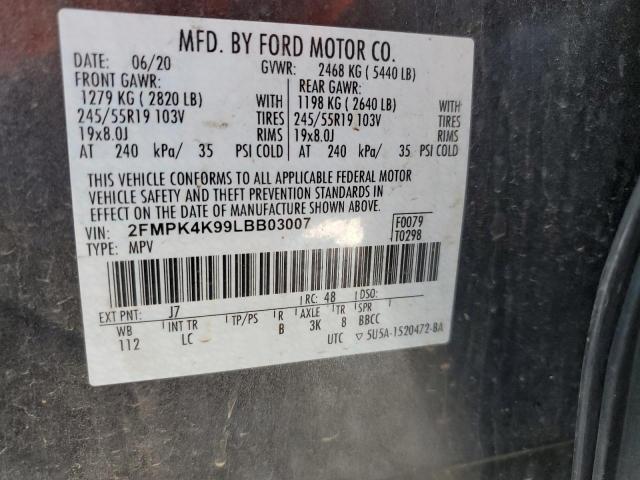 MFD. BY FORD MOTOR CO.
DATE: 06/20 GVWR: 2468 KG ( 5440 LB)
FRONT GAWR: REAR GAWR:
1279 KG ( 2820 LB) WITH 1198 KG ( 2640 LB) WITH
245/55R19 103V TIRES 245/55R19 103V TIRES
19x8.0J RIMS 19x8.0J RIMS
AT 240 kPa/ 35 PSI COLD AT 240 kPa/ 35 PSI COLD
THIS VEHICLE CONFORMS TO ALL APPLICABLE FEDERAL MOTOR
VEHICLE SAFETY AND THEFT PREVENTION STANDARDS IN
EFFECT ON THE DATE OF MANUFACTURE SHOWN ABOVE.
VIN: 2FMPK4K99LBB03007 F0079
TYPE: MPV T0298
EXT PNT: J7 RC: 48 DSO:
WB INT TR TP/PS R AXLE TR SPR
112 LC B 3K 8 BBCC
UTC ▽ 5U5A-1520472-BA